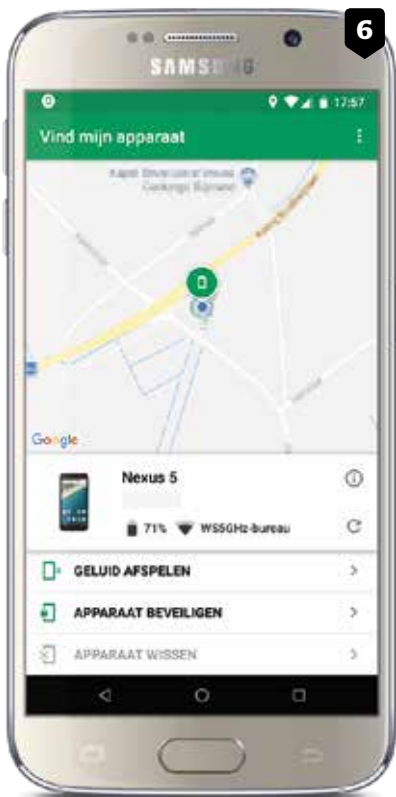 6
SAMSUNG
17:57
Vind mijn apparaat
Google
Nexus 5
71% WS5GHz-bureau
GELUID AFSPELEN
APPARAAT BEVEILIGEN
APPARAAT WISSEN